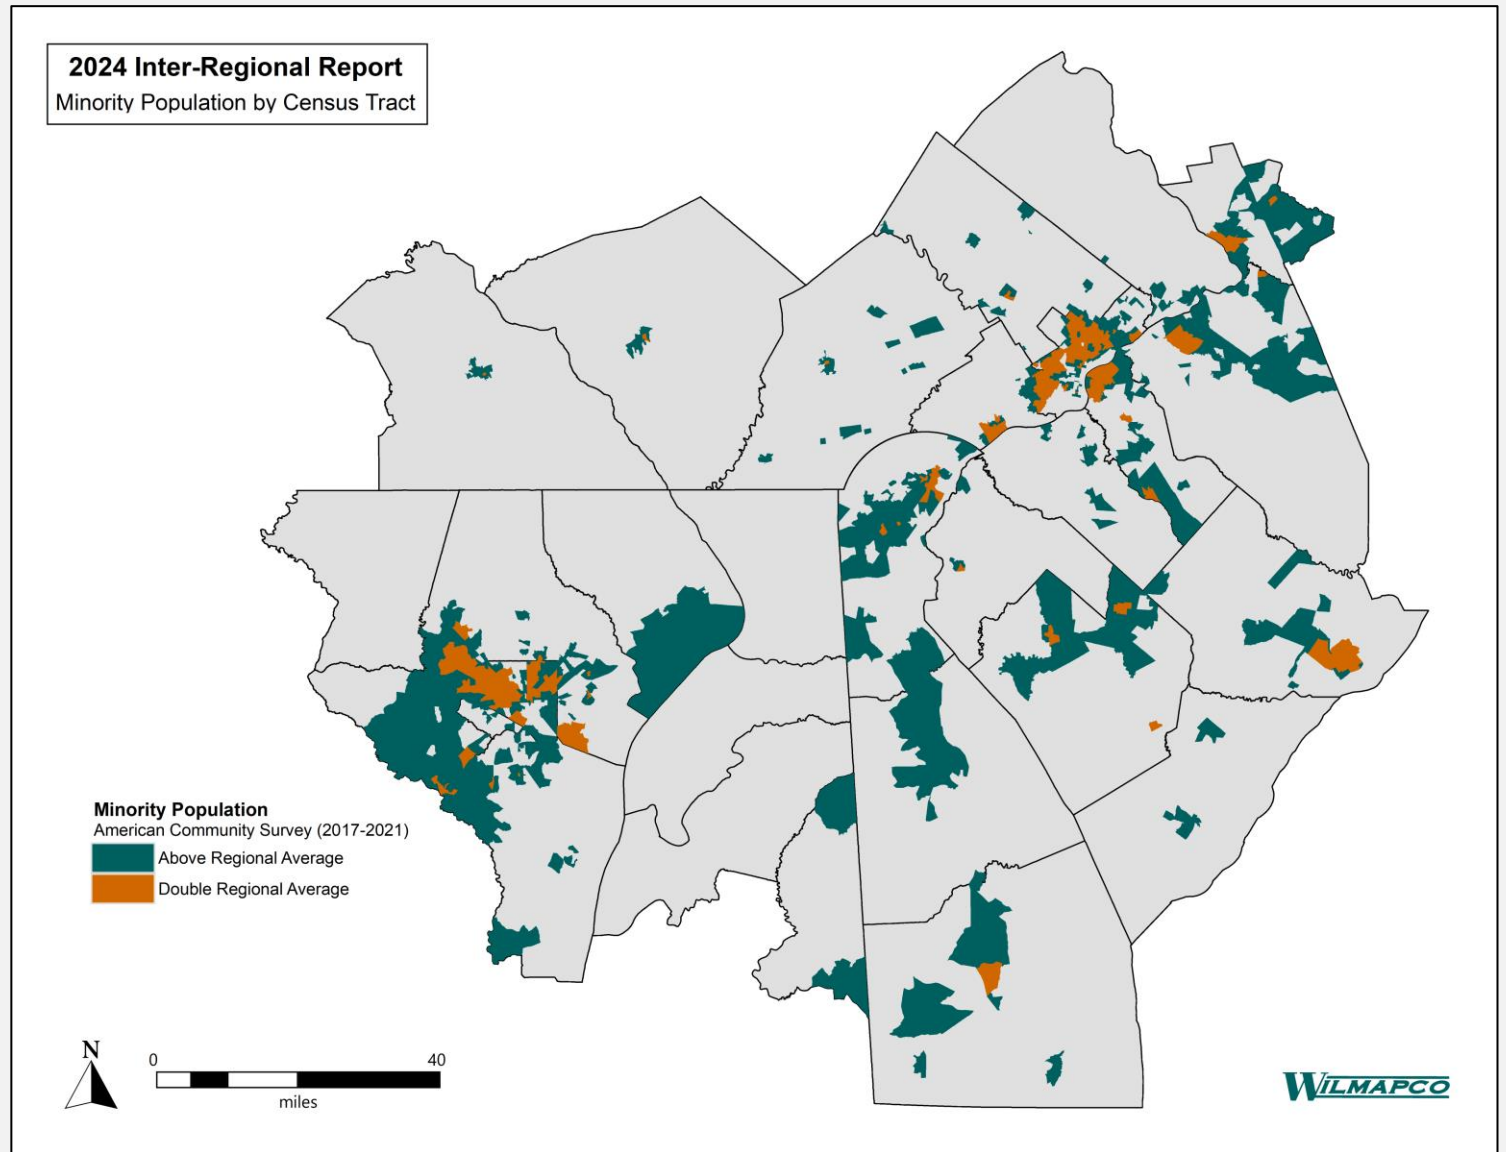 2024 Inter-Regional Report
Minority Population by Census Tract
Minority Population
American Community Survey (2017-2021)
Above Regional Average
Double Regional Average
N
0 40
miles
WILMAPCO